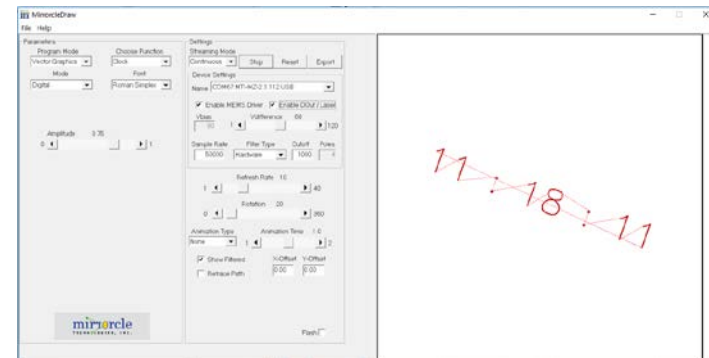 MirrorcleDraw
File Help
Parameters
Program Mode Choose Function
Vector Graphics Clock
Mode Font
Digital Roman Simplex
Amplitude 0.75
0 1
mirrorcle
TECHNOLOGIES, INC.
Settings
Streaming Mode
Continuous Stop Reset Export
Device Settings
Name
Enable MEMS Driver Enable DOut / Laser
Vbias Vdifference
1 120
Sample Rate Filter Type Cutoff Poles
50000 Hardware 1000
Refresh Rate 10
1 40
Rotation 20
0 360
Animation Type Animation Time 1.0
None 1 2
Show Filtered X-Offset Y-Offset
Retrace Path 0.00 0.00
Flash
11:18:11